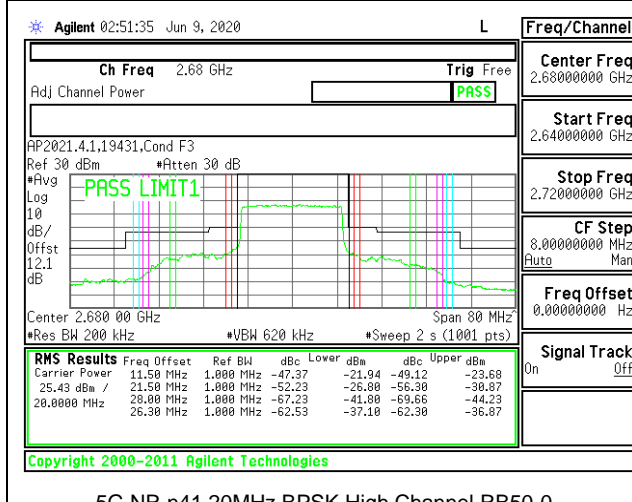 Agilent 02:51:35 Jun 9, 2020 L
Freq/Channel
Ch Freq 2.68 GHz Trig Free
Adj Channel Power PASS
AP2021.4.1,19431,Cond F3
Ref 30 dBm #Atten 30 dB
#Avg
Log
10
dB/
Offst
12.1
dB
PASS LIMIT1
Center 2.680 00 GHz Span 80 MHz^
#Res BW 200 kHz #VBW 620 kHz #Sweep 2 s (1001 pts)
RMS Results Freq Offset Ref BW dBc Lower dBm dBc Upper dBm
Carrier Power 11.50 MHz 1.000 MHz -47.37 -21.94 -49.12 -23.68
25.43 dBm / 21.50 MHz 1.000 MHz -52.23 -26.80 -56.30 -30.87
20.0000 MHz 28.00 MHz 1.000 MHz -67.23 -41.80 -69.66 -44.23
26.30 MHz 1.000 MHz -62.53 -37.10 -62.30 -36.87
Copyright 2000-2011 Agilent Technologies
Center Freq
2.68000000 GHz
Start Freq
2.64000000 GHz
Stop Freq
2.72000000 GHz
CF Step
8.00000000 MHz
Auto Man
Freq Offset
0.00000000 Hz
Signal Track
On Off
5G NR n41 20MHz BPSK High Channel RB50-0